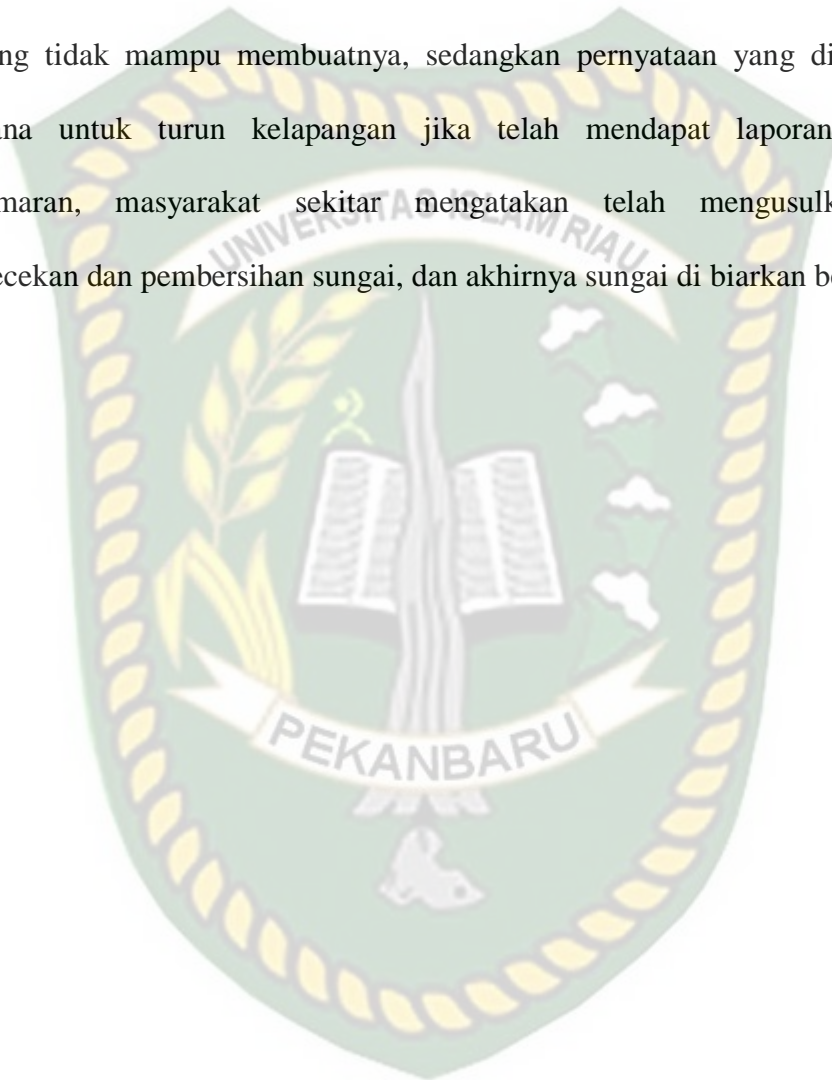 ng tidak mampu membuatnya, sedangkan pernyataan yang di
ana untuk turun kelapangan jika telah mendapat laporan
maran, masyarakat sekitar mengatakan telah mengusulk
ecekan dan pembersihan sungai, dan akhirnya sungai di biarkan be
UNIVERSITAS ISLAM RIAU
PEKANBARU